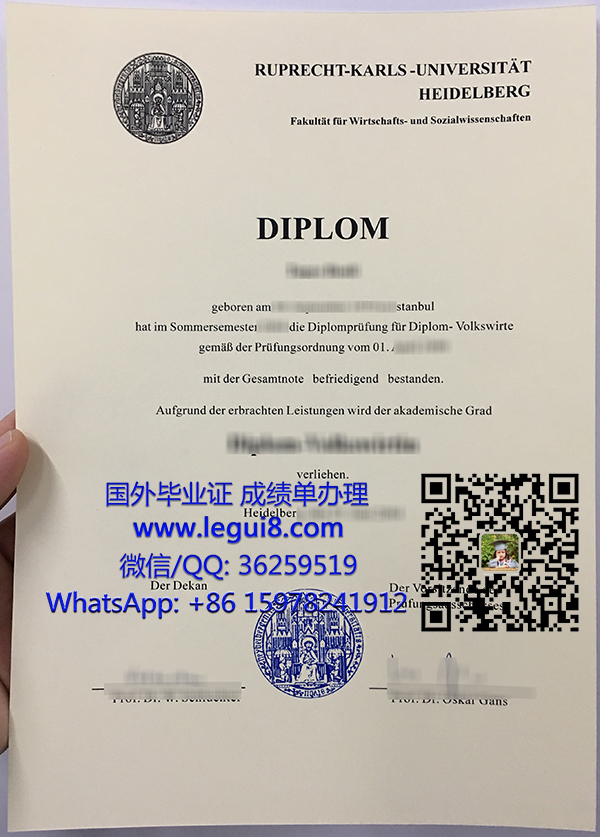 RUPRECHT-KARLS-UNIVERSITÄT
HEIDELBERG
Fakultät für Wirtschafts- und Sozialwissenschaften
DIPLOM
geboren am stanbul
hat im Sommersemester die Diplomprüfung für Diplom- Volkswirte
gemäß der Prüfungsordnung vom 01.
mit der Gesamtnote befriedigend bestanden.
Aufgrund der erbrachten Leistungen wird der akademische Grad
verliehen.
国外毕业证 成绩单办理
Heidelber
www.legui8.com
微信/QQ: 36259519
Der Dekan
Der
WhatsApp: +86 15978241912
Prof. Dr. Oskar Gans